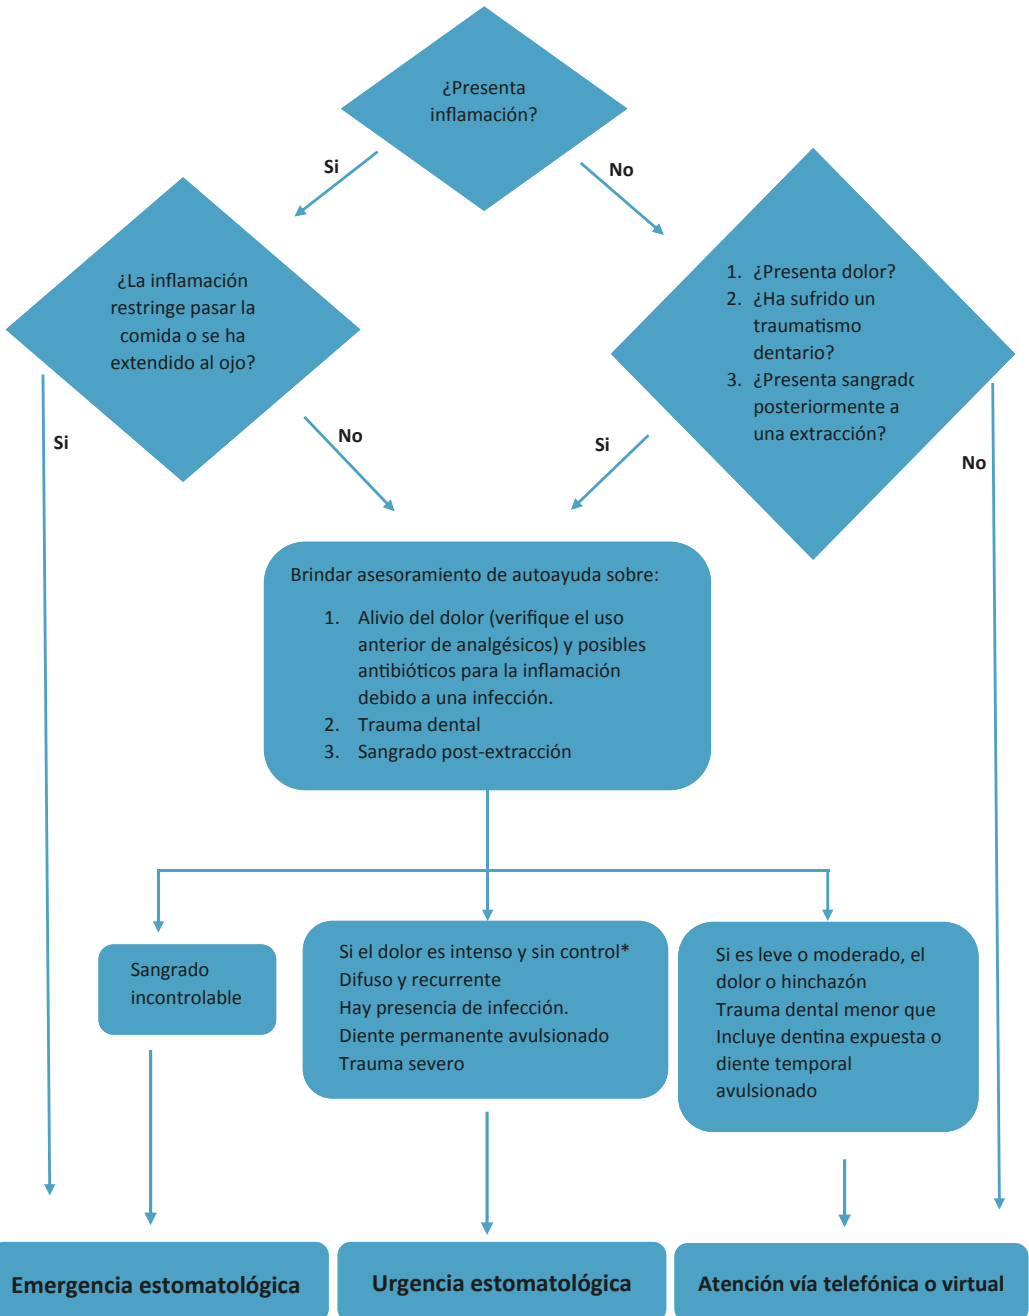 ¿Presenta
inflamación?
Si
No
¿La inflamación
restringe pasar la
comida o se ha
extendido al ojo?
1. ¿Presenta dolor?
2. ¿Ha sufrido un
traumatismo
dentario?
3. ¿Presenta sangrado
posteriormente a
una extracción?
Si
No
Si
No
Brindar asesoramiento de autoayuda sobre:
1. Alivio del dolor (verifique el uso
anterior de analgésicos) y posibles
antibióticos para la inflamación
debido a una infección.
2. Trauma dental
3. Sangrado post-extracción
Sangrado
incontrolable
Si el dolor es intenso y sin control*
Difuso y recurrente
Hay presencia de infección.
Diente permanente avulsionado
Trauma severo
Si es leve o moderado, el
dolor o hinchazón
Trauma dental menor que
Incluye dentina expuesta o
diente temporal
avulsionado
Emergencia estomatológica
Urgencia estomatológica
Atención vía telefónica o virtual